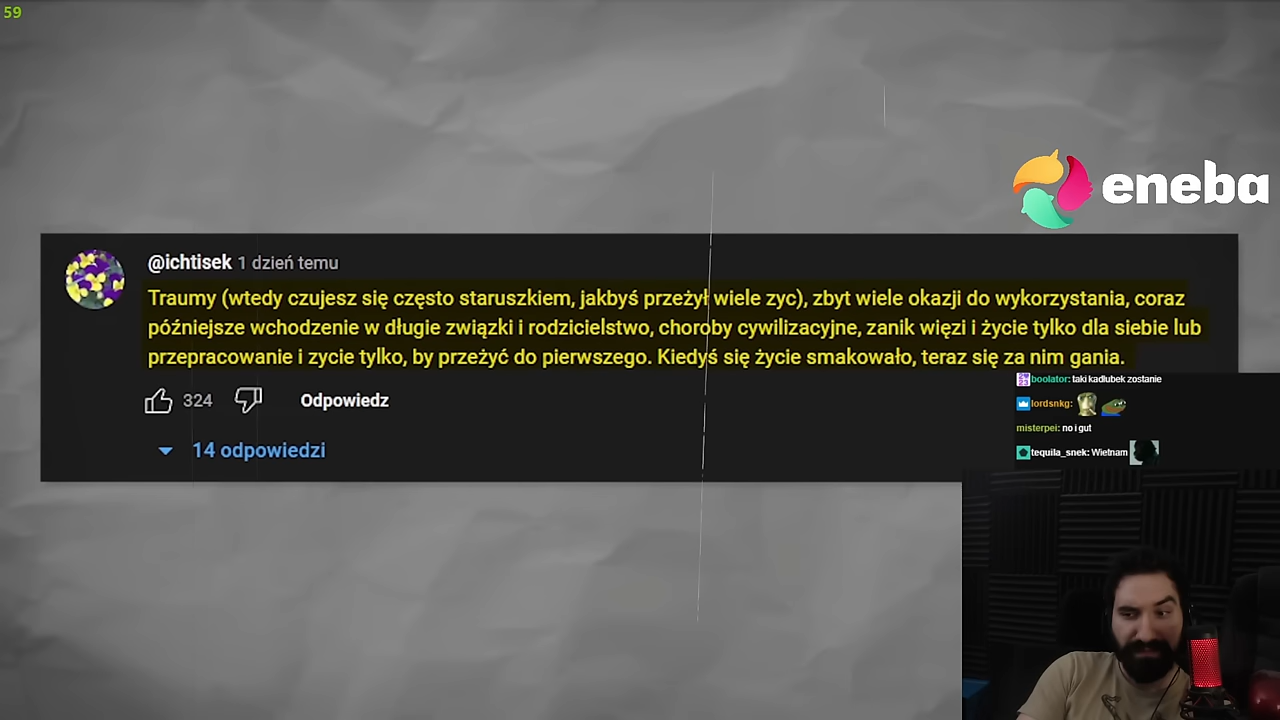 59
eneba
@ichtisek 1 dzień temu
Traumy (wtedy czujesz się często staruszkiem, jakbyś przeżył wiele zyc), zbyt wiele okazji do wykorzystania, coraz
późniejsze wchodzenie w długie związki i rodzicielstwo, choroby cywilizacyjne, zanik więzi i życie tylko dla siebie lub
przepracowanie i zycie tylko, by przeżyć do pierwszego. Kiedyś się życie smakowało, teraz się za nim gania.
324 Odpowiedz
14 odpowiedzi
boolator: taki kadłubek zostanie
lordsnkg:
misterpei: no i gut
tequila_snek: Wietnam